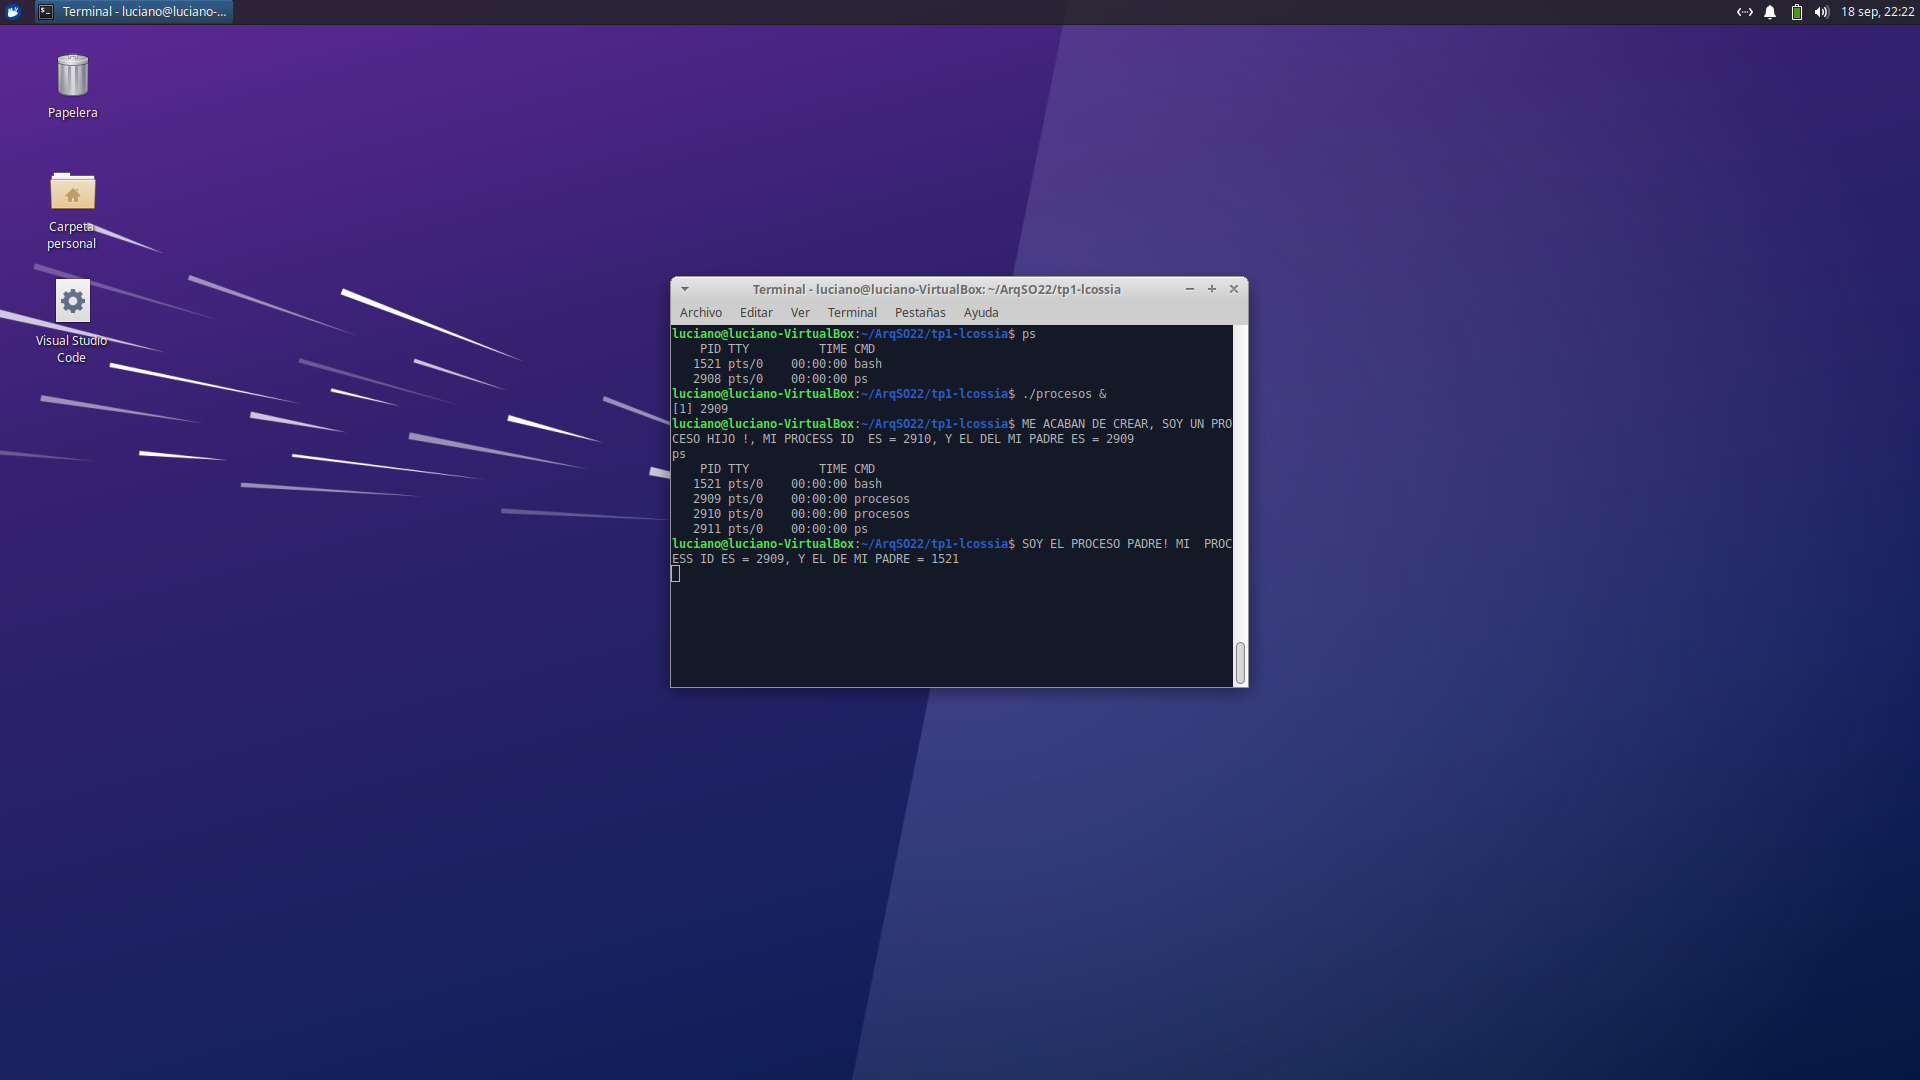 Terminal - luciano@luciano-...
18 sep, 22:22
Papelera
Carpeta
personal
Visual Studio
Code
Terminal - luciano@luciano-VirtualBox: ~/ArqSO22/tp1-lcossia
Archivo Editar Ver Terminal Pestañas Ayuda
luciano@luciano-VirtualBox:~/ArqSO22/tp1-lcossia$ ps
    PID TTY          TIME CMD
   1521 pts/0    00:00:00 bash
   2908 pts/0    00:00:00 ps
luciano@luciano-VirtualBox:~/ArqSO22/tp1-lcossia$ ./procesos &
[1] 2909
luciano@luciano-VirtualBox:~/ArqSO22/tp1-lcossia$ ME ACABAN DE CREAR, SOY UN PRO
CESO HIJO !, MI PROCESS ID  ES = 2910, Y EL DEL MI PADRE ES = 2909
ps
    PID TTY          TIME CMD
   1521 pts/0    00:00:00 bash
   2909 pts/0    00:00:00 procesos
   2910 pts/0    00:00:00 procesos
   2911 pts/0    00:00:00 ps
luciano@luciano-VirtualBox:~/ArqSO22/tp1-lcossia$ SOY EL PROCESO PADRE! MI  PROC
ESS ID ES = 2909, Y EL DE MI PADRE = 1521